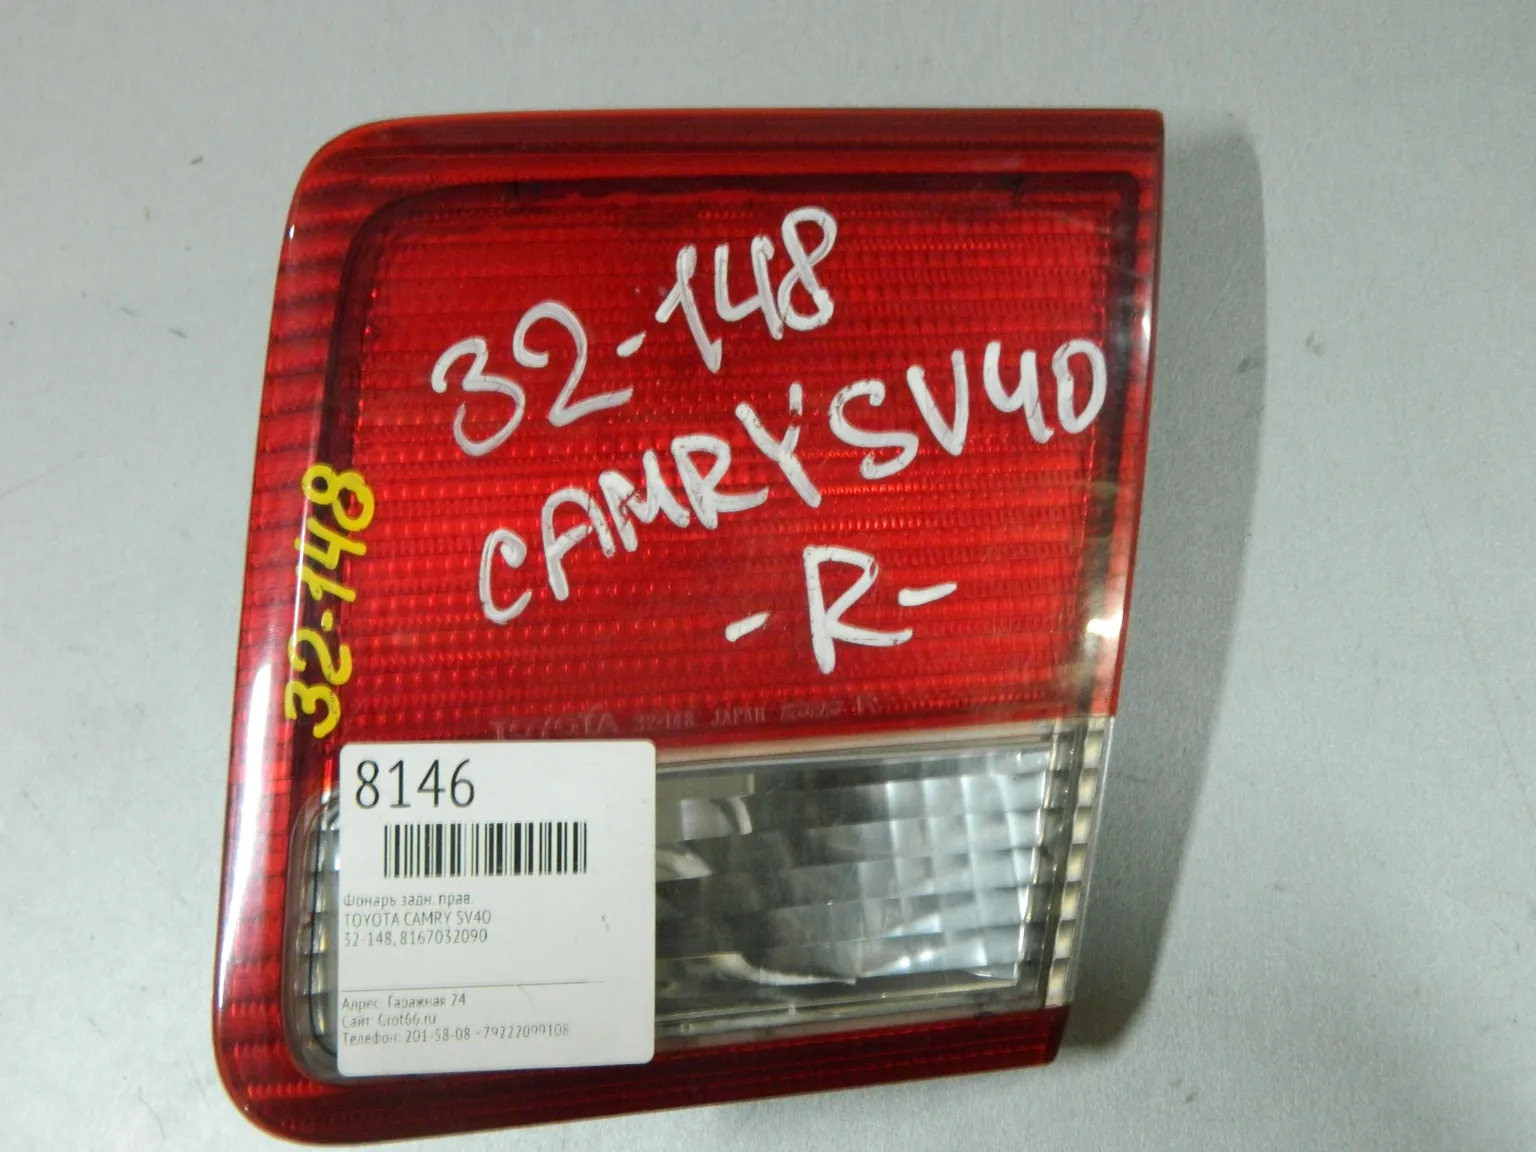 32-148
CAMRY SV40
-R-
32-148
TOYOTA 32-148 JAPAN
8146
Фонарь задн. прав.
TOYOTA CAMRY SV40
32-148, 8167032090
Адрес: Гаражная 24
Сайт: Grot66.ru
Телефон: 201-58-08 - 79222099108